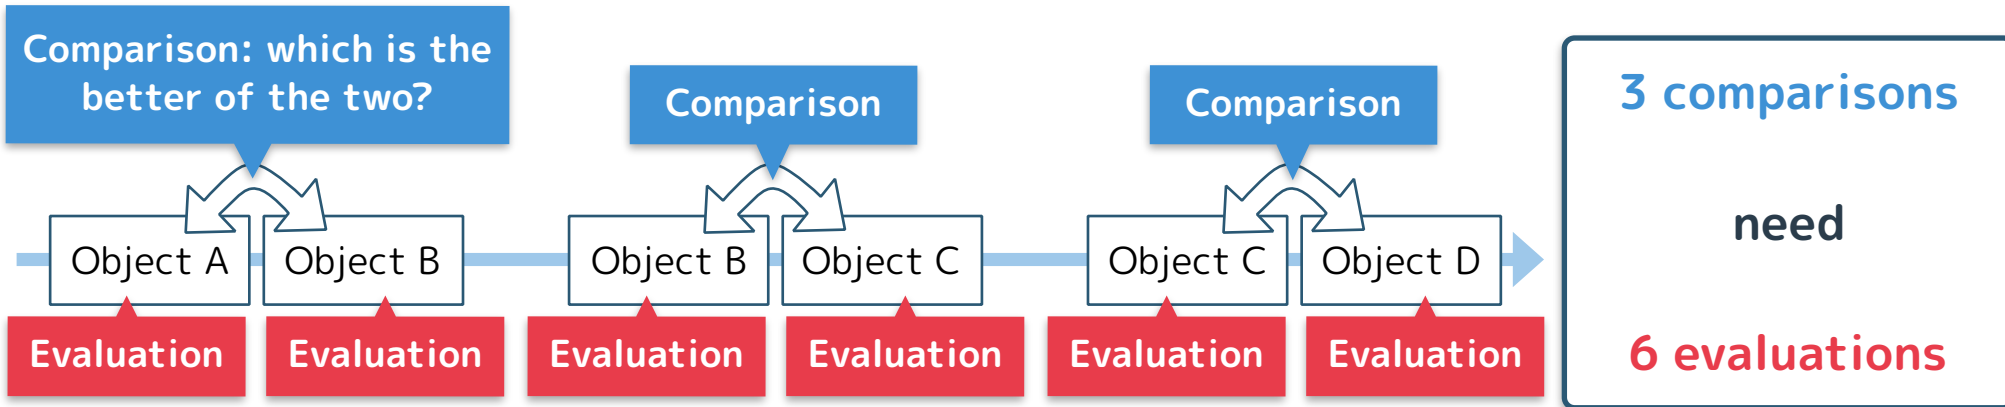 Comparison: which is the
better of the two?
Comparison
Comparison
Object A
Object B
Object B
Object C
Object C
Object D
Evaluation
Evaluation
Evaluation
Evaluation
Evaluation
Evaluation
3 comparisons
need
6 evaluations